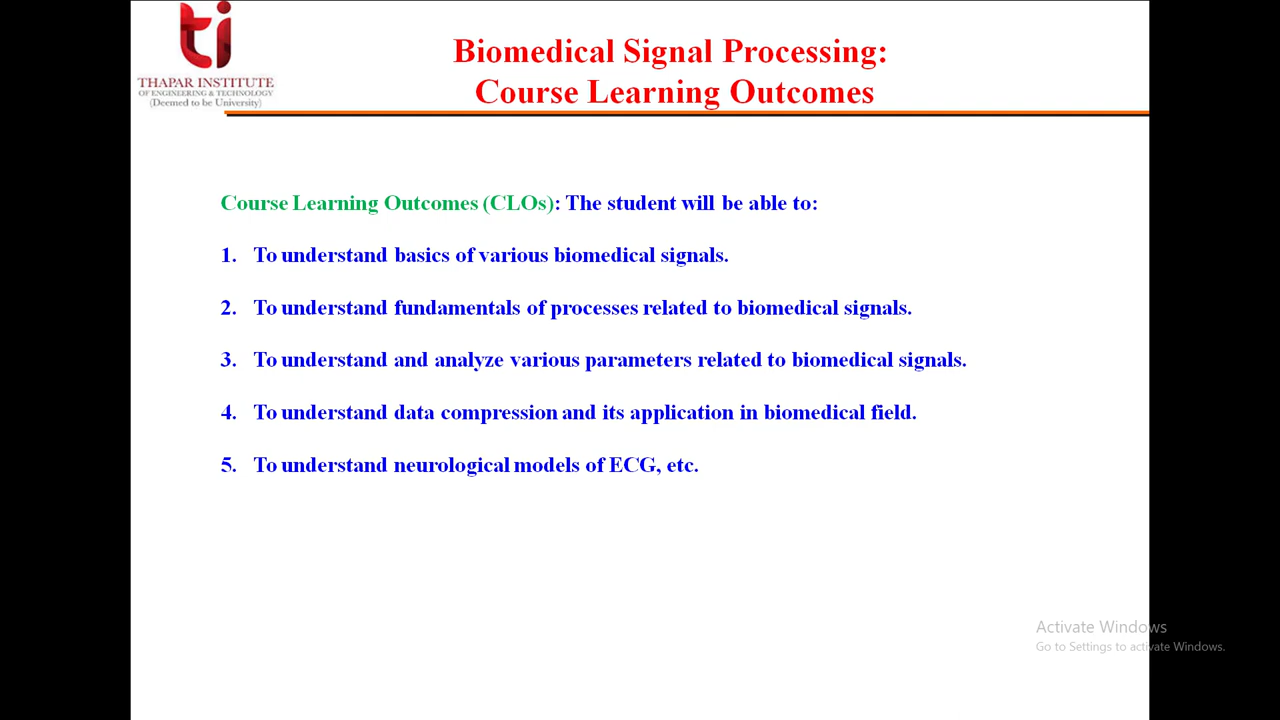 ti
THAPAR INSTITUTE
OF ENGINEERING & TECHNOLOGY
(Deemed to be University)
Biomedical Signal Processing:
Course Learning Outcomes
Course Learning Outcomes (CLOs): The student will be able to:
1. To understand basics of various biomedical signals.
2. To understand fundamentals of processes related to biomedical signals.
3. To understand and analyze various parameters related to biomedical signals.
4. To understand data compression and its application in biomedical field.
5. To understand neurological models of ECG, etc.
Activate Windows
Go to Settings to activate Windows.